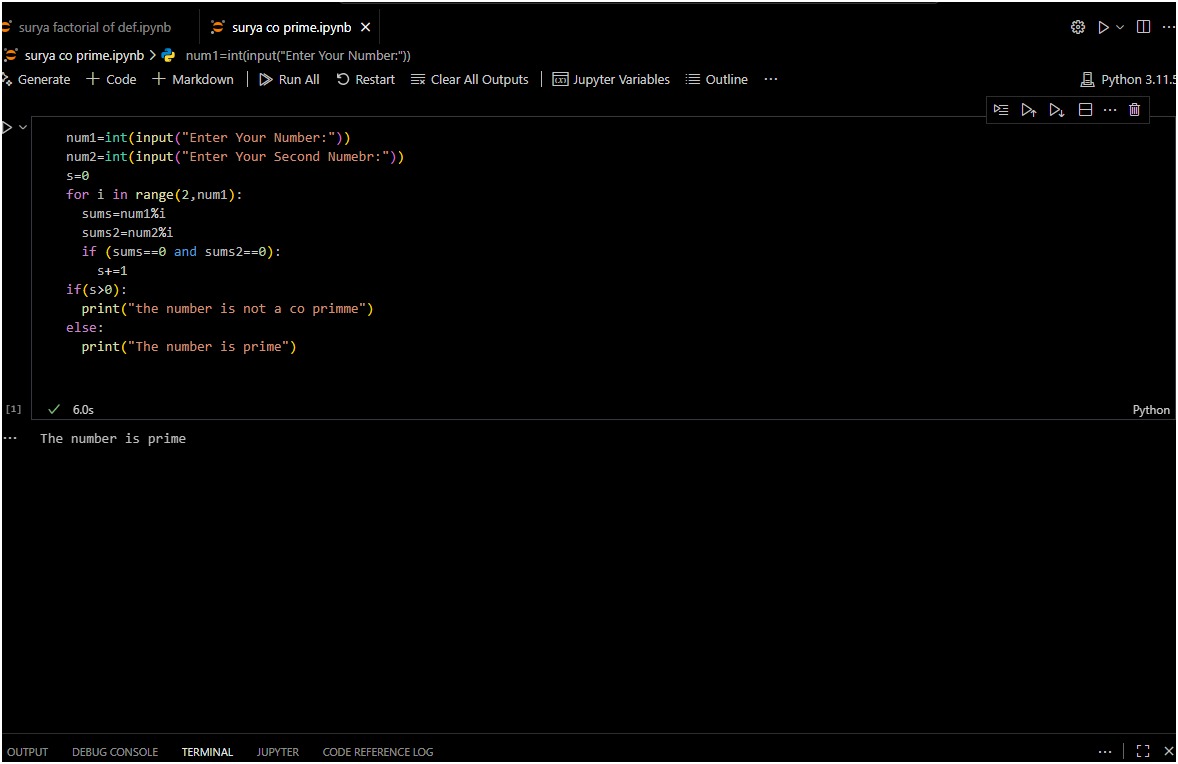 surya factorial of def.ipynb surya co prime.ipynb
surya co prime.ipynb > num1=int(input("Enter Your Number:"))
Generate + Code + Markdown Run All Restart Clear All Outputs Jupyter Variables Outline ... Python 3.11.5
num1=int(input("Enter Your Number:"))
num2=int(input("Enter Your Second Numebr:"))
s=0
for i in range(2,num1):
  sums=num1%i
  sums2=num2%i
  if (sums==0 and sums2==0):
    s+=1
if(s>0):
  print("the number is not a co primme")
else:
  print("The number is prime")
[1] 6.0s Python
... The number is prime
OUTPUT DEBUG CONSOLE TERMINAL JUPYTER CODE REFERENCE LOG